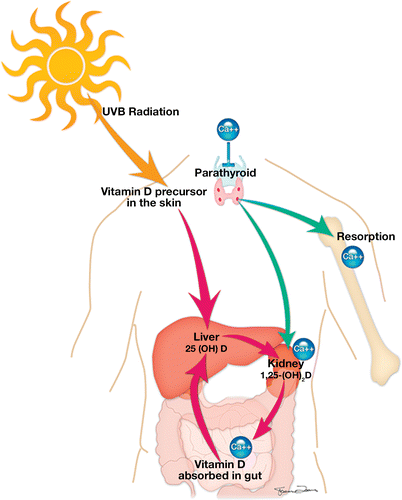 UVB Radiation
Ca++
Parathyroid
Vitamin D precursor
in the skin
Resorption
Ca++
Liver
25 (OH) D
Ca++
Kidney
1,25-(OH)₂D
Ca++
Vitamin D
absorbed in gut